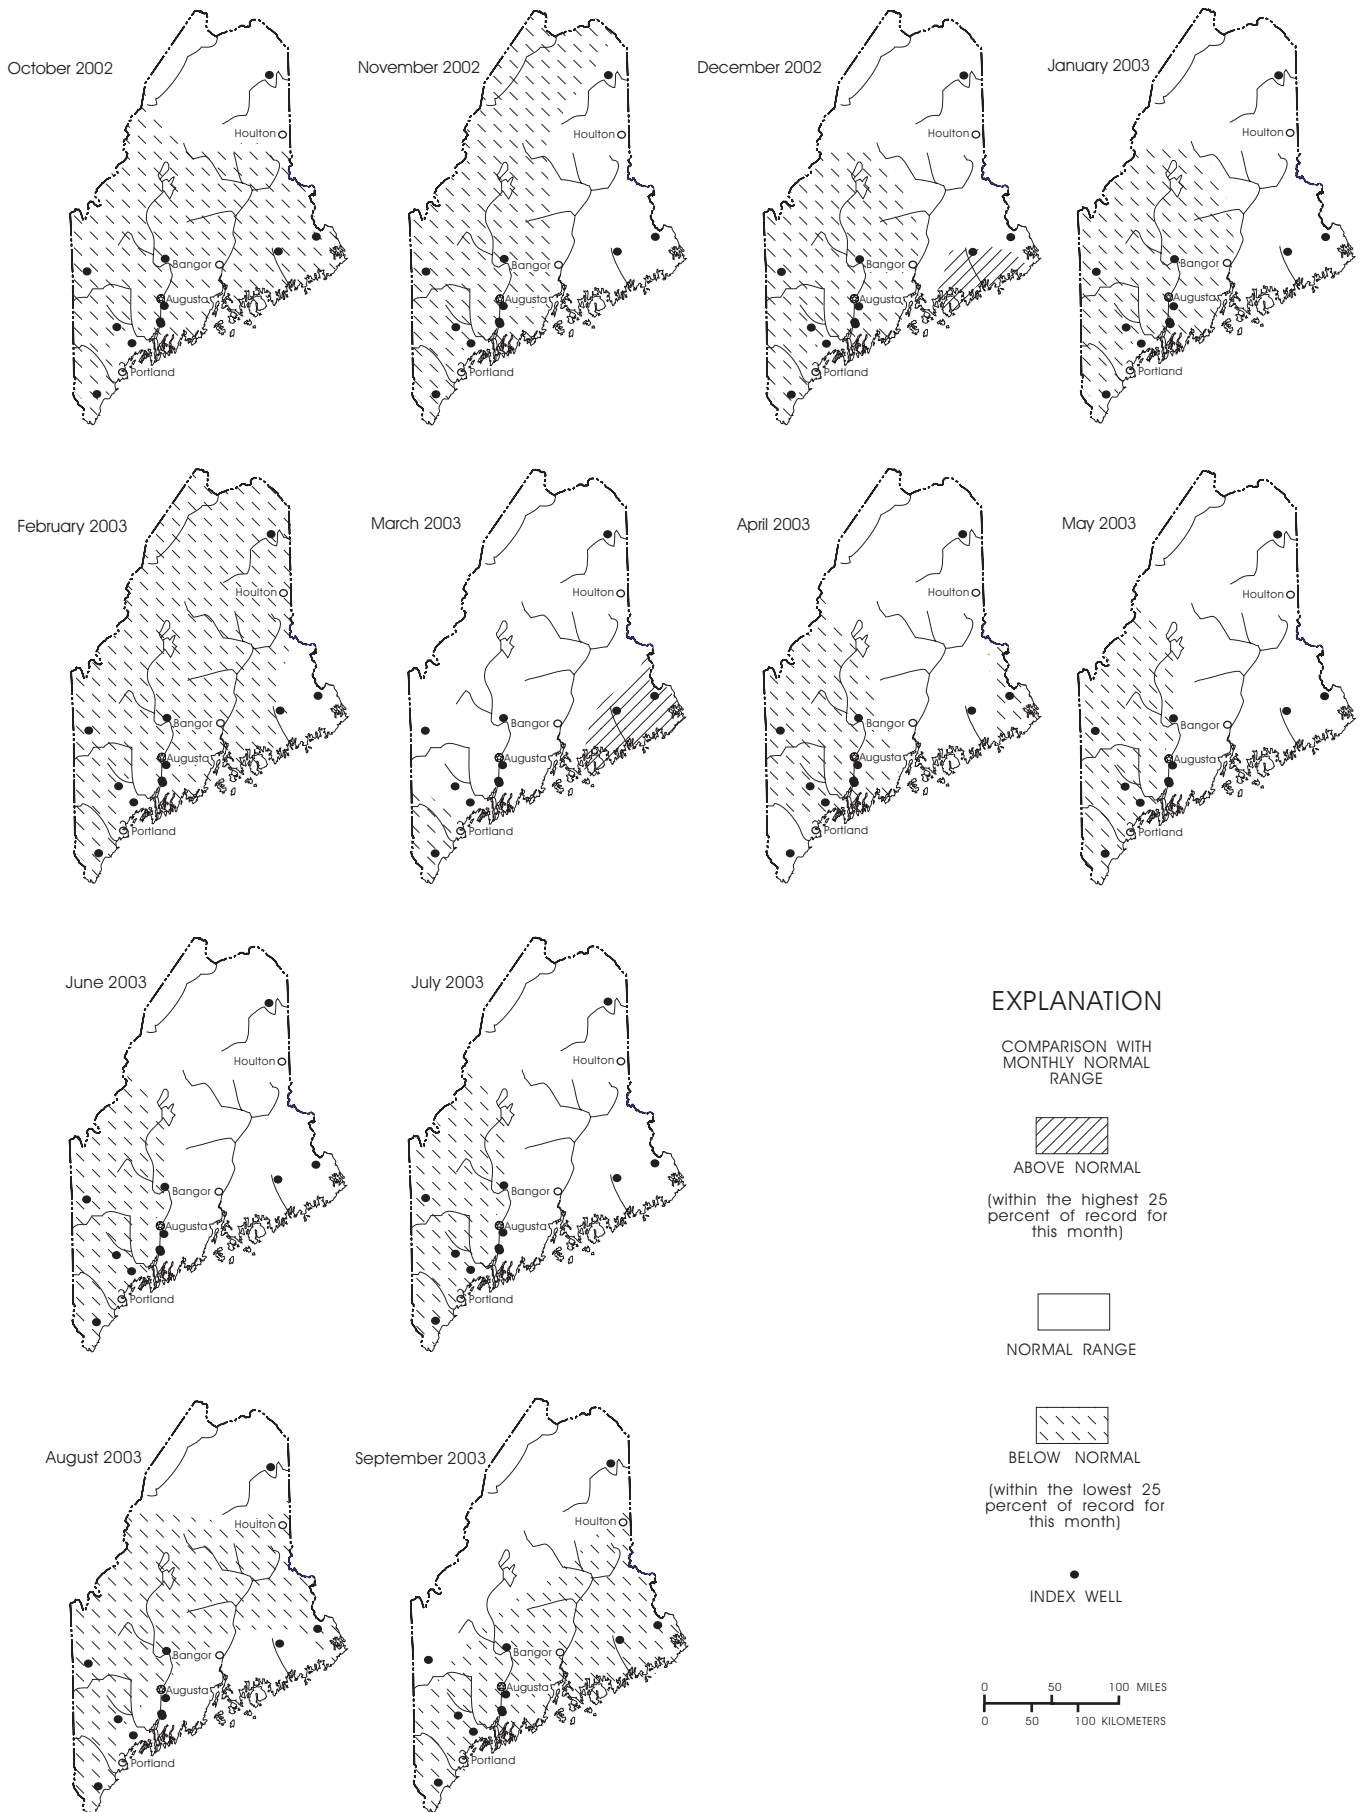 October 2002
Houlton
Bangor
Augusta
Portland
November 2002
Houlton
Bangor
Augusta
Portland
December 2002
Houlton
Bangor
Augusta
Portland
January 2003
Houlton
Bangor
Augusta
Portland
February 2003
Houlton
Bangor
Augusta
Portland
March 2003
Houlton
Bangor
Augusta
Portland
April 2003
Houlton
Bangor
Augusta
Portland
May 2003
Houlton
Bangor
Augusta
Portland
June 2003
Houlton
Bangor
Augusta
Portland
July 2003
Houlton
Bangor
Augusta
Portland
August 2003
Houlton
Bangor
Augusta
Portland
September 2003
Houlton
Bangor
Augusta
Portland
EXPLANATION
COMPARISON WITH
MONTHLY NORMAL
RANGE
ABOVE NORMAL
(within the highest 25
percent of record for
this month)
NORMAL RANGE
BELOW NORMAL
(within the lowest 25
percent of record for
this month)
INDEX WELL
0 50 100 MILES
0 50 100 KILOMETERS